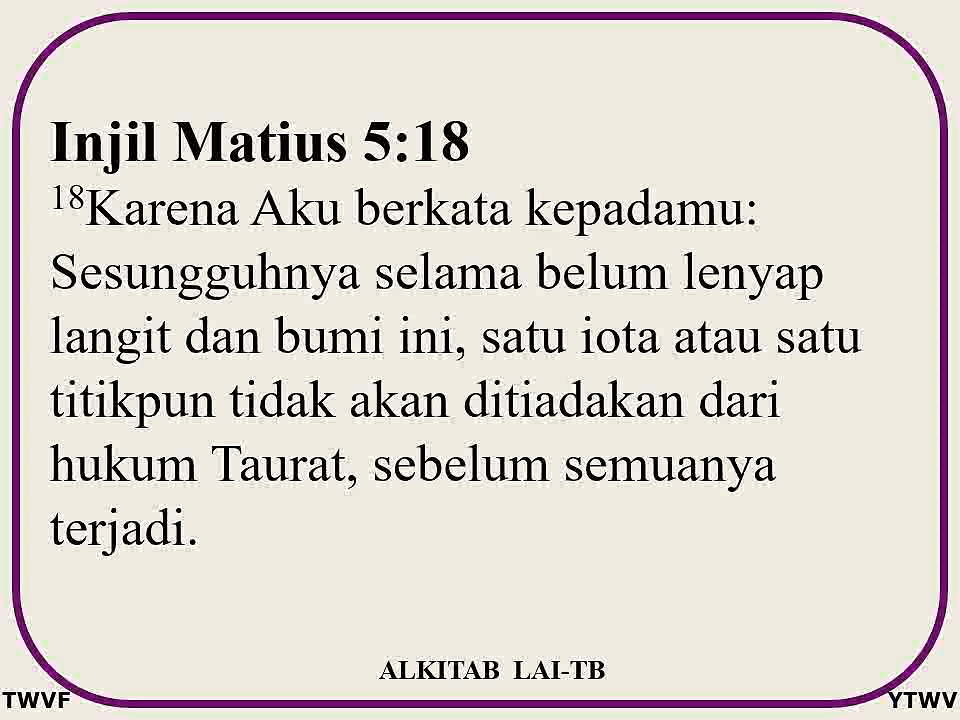 Injil Matius 5:18
18Karena Aku berkata kepadamu:
Sesungguhnya selama belum lenyap
langit dan bumi ini, satu iota atau satu
titikpun tidak akan ditiadakan dari
hukum Taurat, sebelum semuanya
terjadi.
ALKITAB LAI-TB
TWVF
YTWV